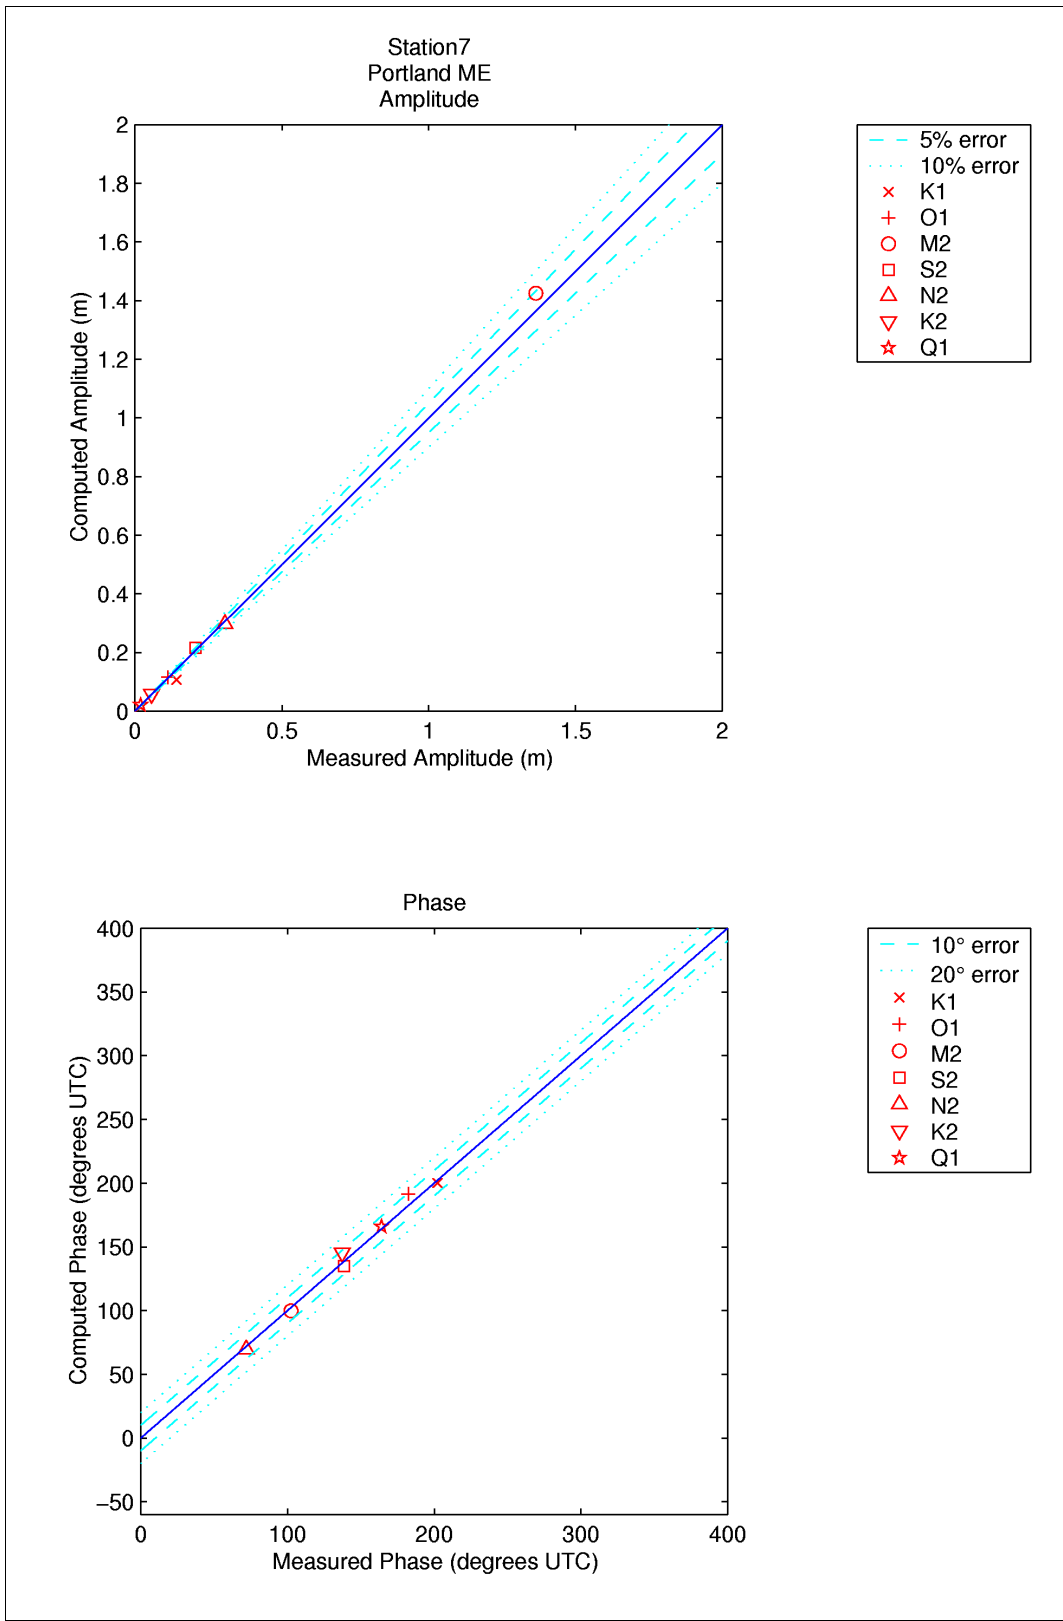 Station7
Portland ME
Amplitude
2
1.8
1.6
1.4
1.2
1
0.8
0.6
0.4
0.2
0
Computed Amplitude (m)
0
0.5
1
1.5
2
Measured Amplitude (m)
5% error
10% error
K1
O1
M2
S2
N2
K2
Q1
Phase
400
350
300
250
200
150
100
50
0
−50
Computed Phase (degrees UTC)
0
100
200
300
400
Measured Phase (degrees UTC)
10° error
20° error
K1
O1
M2
S2
N2
K2
Q1